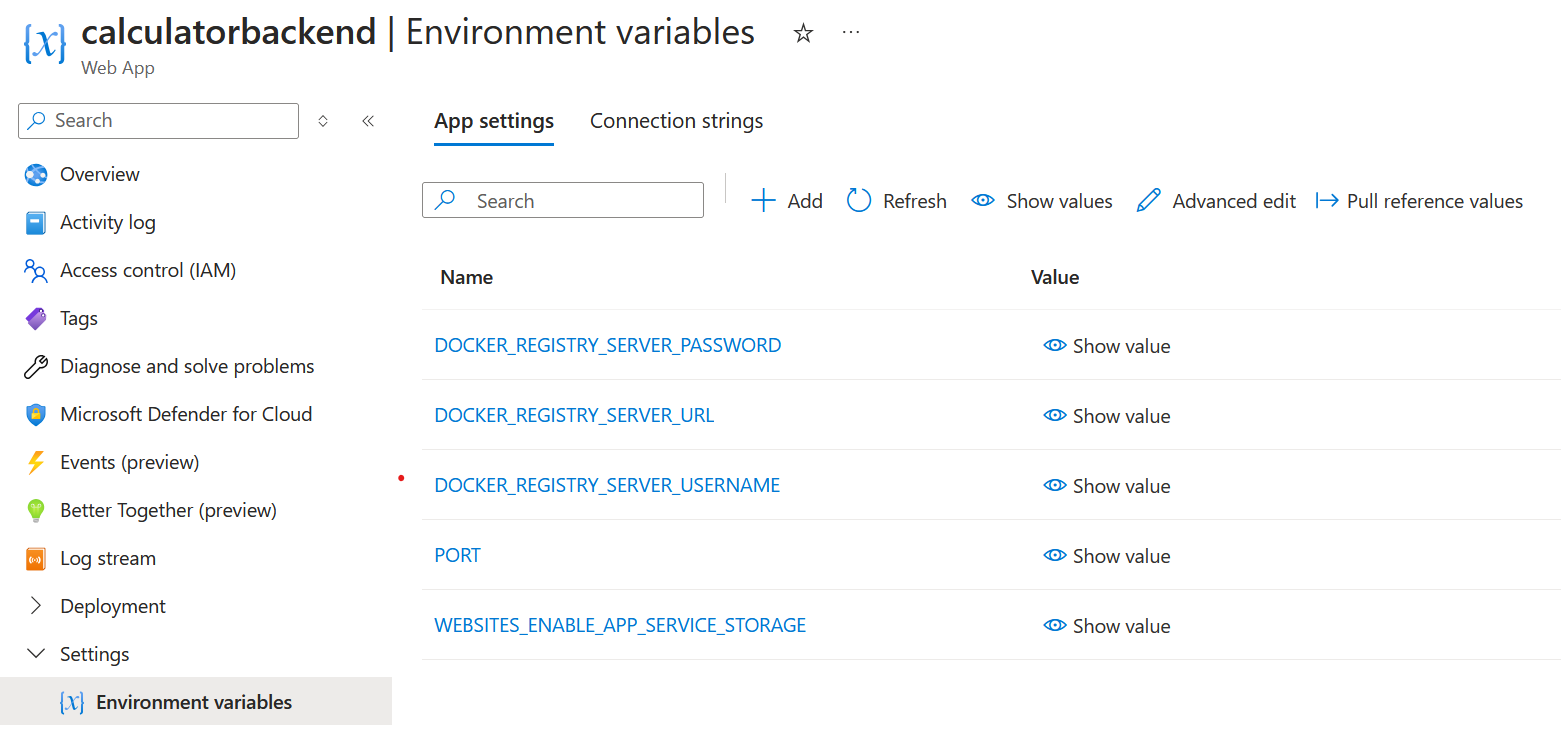 calculatorbackend | Environment variables
Web App
Search
Overview
Activity log
Access control (IAM)
Tags
Diagnose and solve problems
Microsoft Defender for Cloud
Events (preview)
Better Together (preview)
Log stream
Deployment
Settings
Environment variables
App settings Connection strings
Search Add Refresh Show values Advanced edit Pull reference values
Name Value
DOCKER_REGISTRY_SERVER_PASSWORD Show value
DOCKER_REGISTRY_SERVER_URL Show value
DOCKER_REGISTRY_SERVER_USERNAME Show value
PORT Show value
WEBSITES_ENABLE_APP_SERVICE_STORAGE Show value